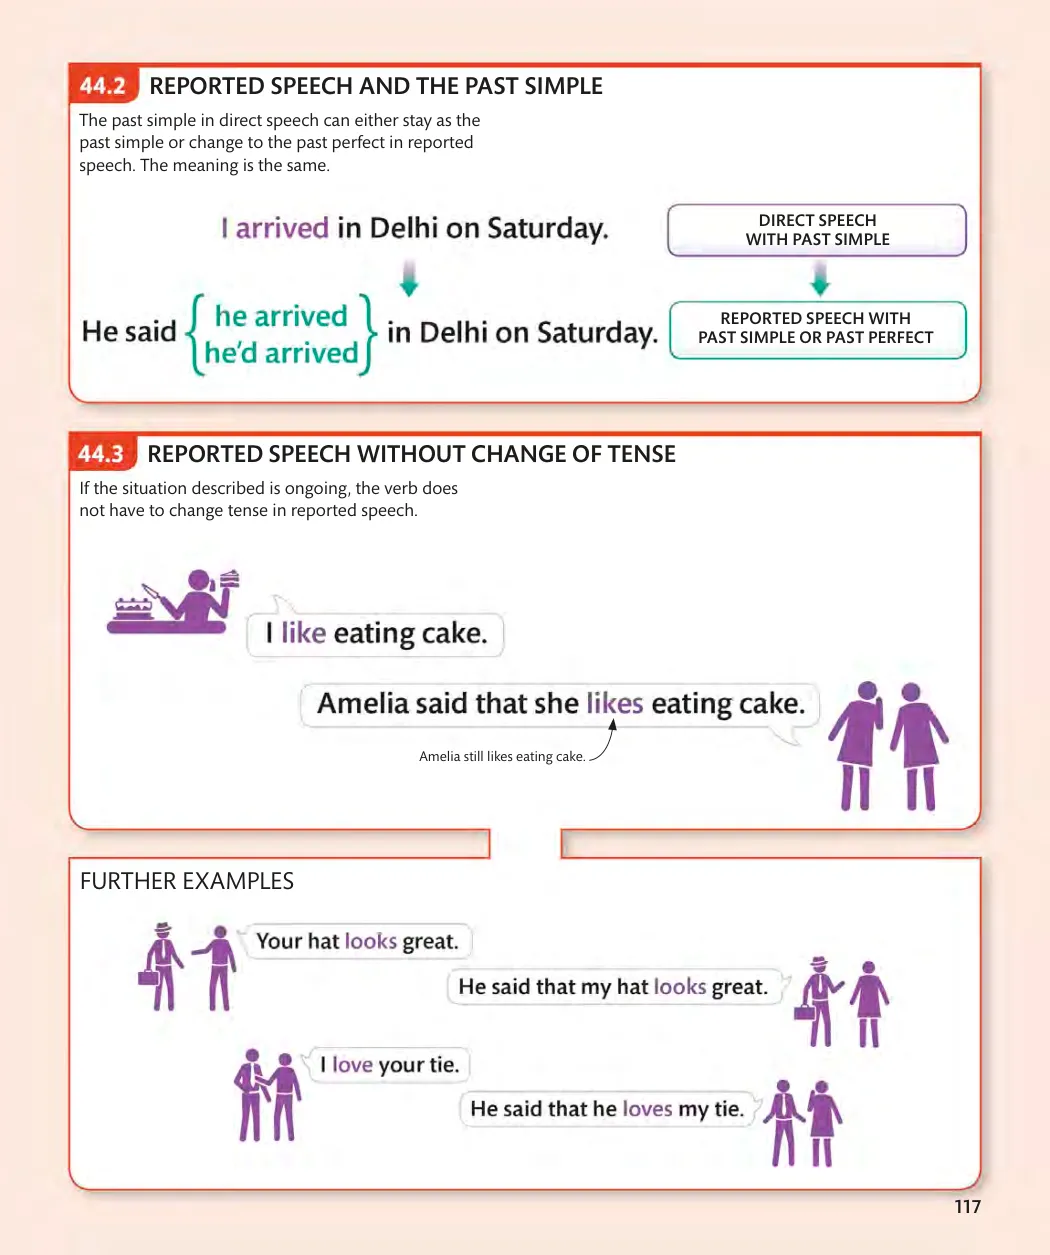 44.2 REPORTED SPEECH AND THE PAST SIMPLE
The past simple in direct speech can either stay as the
past simple or change to the past perfect in reported
speech. The meaning is the same.
I arrived in Delhi on Saturday.
DIRECT SPEECH
WITH PAST SIMPLE
He said { he arrived
he'd arrived } in Delhi on Saturday.
REPORTED SPEECH WITH
PAST SIMPLE OR PAST PERFECT
44.3 REPORTED SPEECH WITHOUT CHANGE OF TENSE
If the situation described is ongoing, the verb does
not have to change tense in reported speech.
I like eating cake.
Amelia said that she likes eating cake.
Amelia still likes eating cake.
FURTHER EXAMPLES
Your hat looks great.
He said that my hat looks great.
I love your tie.
He said that he loves my tie.
117